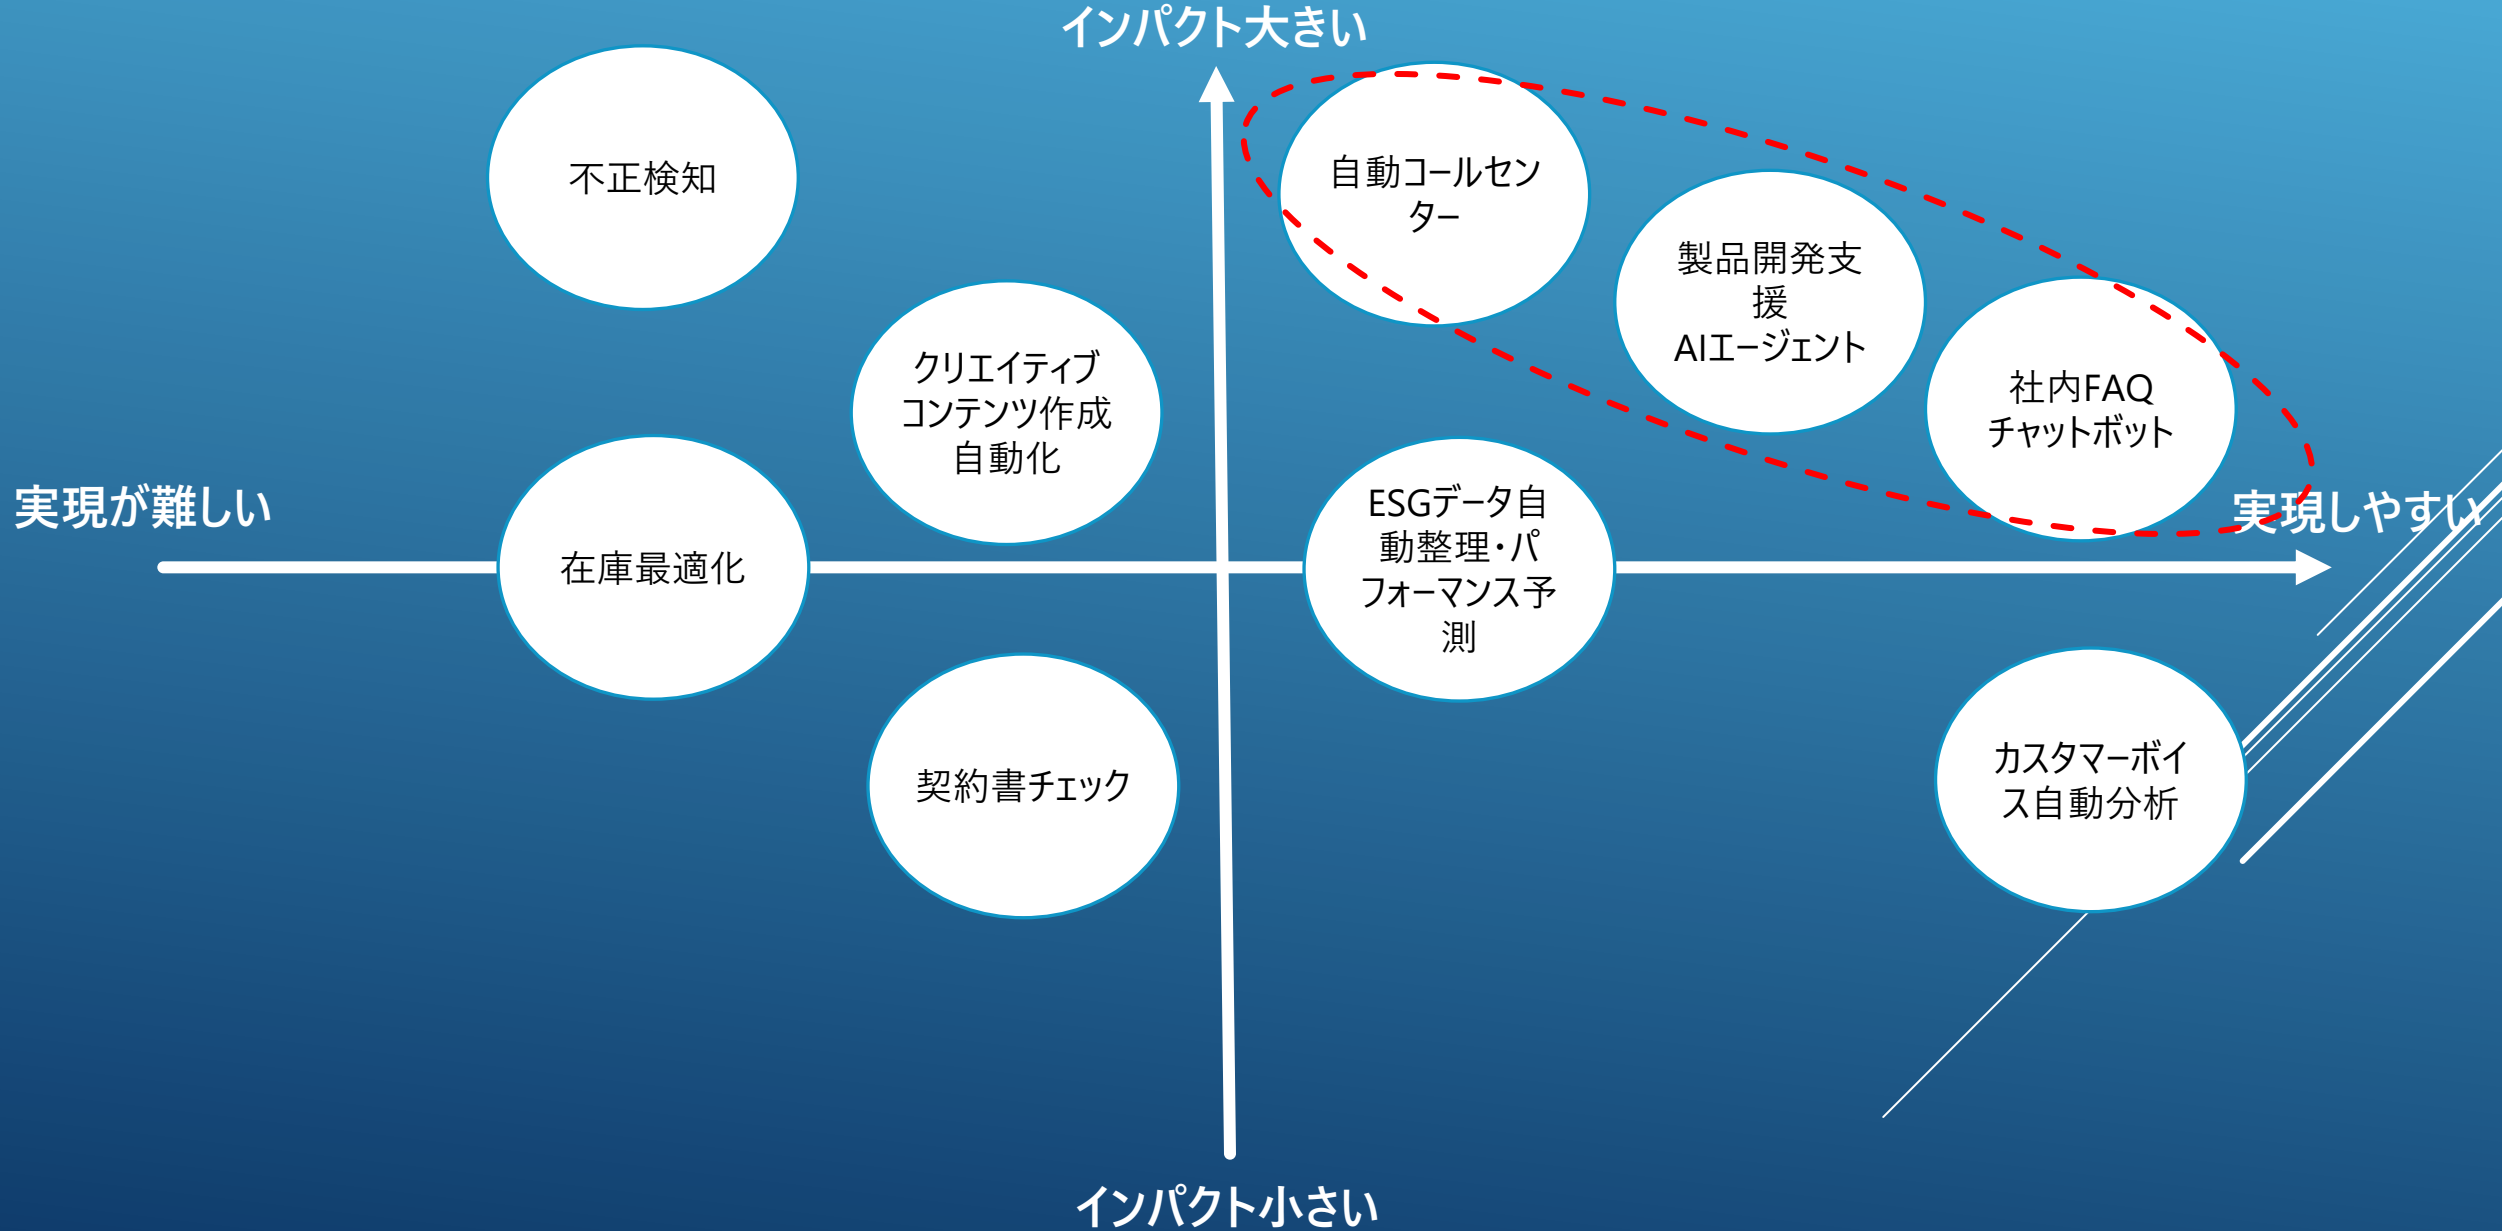 インパクト大きい
不正検知
自動コールセン
ター
製品開発支
援
AIエージェント
クリエイティブ
コンテンツ作成
自動化
社内FAQ
チャットボット
実現が難しい
実現しやすい
在庫最適化
ESGデータ自
動整理・パ
フォーマンス予
測
契約書チェック
カスタマーボイ
ス自動分析
インパクト小さい